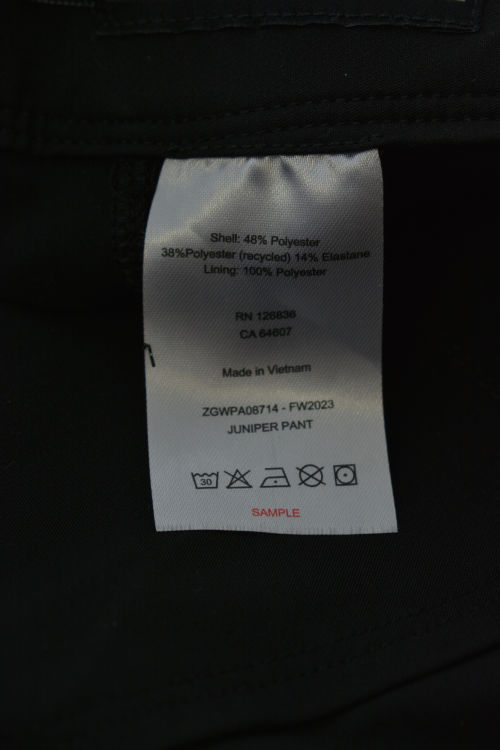 Shell: 48% Polyester
38%Polyester (recycled) 14% Elastane
Lining: 100% Polyester
RN 126836
CA 64607
Made in Vietnam
ZGWPA08714 - FW2023
JUNIPER PANT
30
SAMPLE